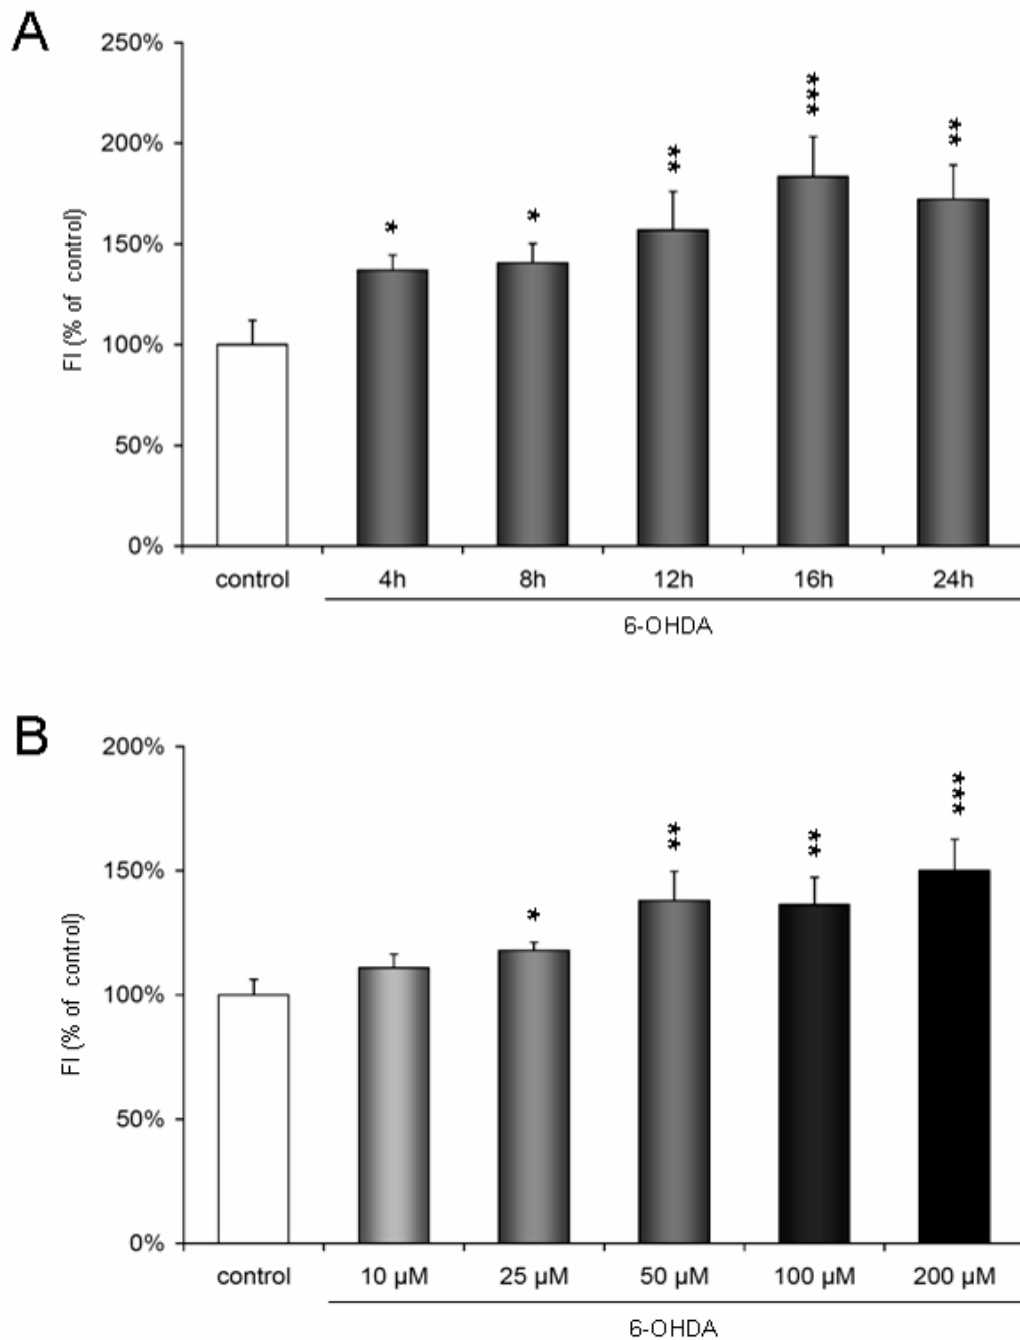 A
250%
200%
150%
100%
50%
0%
FI (% of control)
*
*
**
***
**
control 4h 8h 12h 16h 24h
6-OHDA
B
200%
150%
100%
50%
0%
FI (% of control)
*
**
**
***
control 10 µM 25 µM 50 µM 100 µM 200 µM
6-OHDA